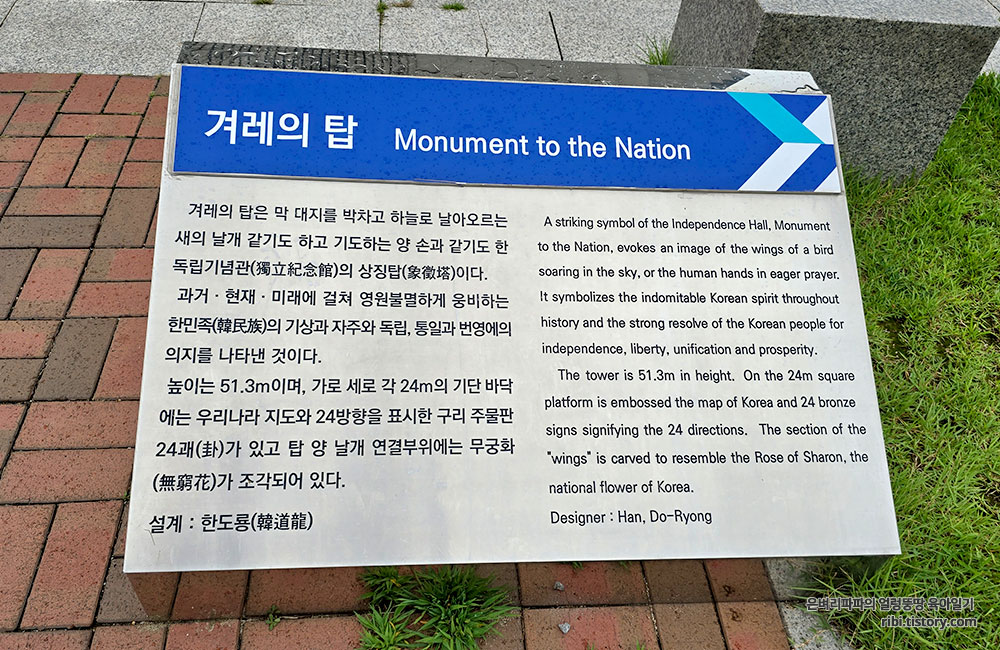 겨레의 탑 Monument to the Nation
겨레의 탑은 막 대지를 박차고 하늘로 날아오르는
새의 날개 같기도 하고 기도하는 양 손과 같기도 한
독립기념관(獨立紀念館)의 상징탑(象徵塔)이다.
과거 · 현재 · 미래에 걸쳐 영원불멸하게 웅비하는
한민족(韓民族)의 기상과 자주와 독립, 통일과 번영에의
의지를 나타낸 것이다.
높이는 51.3m이며, 가로 세로 각 24m의 기단 바닥
에는 우리나라 지도와 24방향을 표시한 구리 주물판
24괘(卦)가 있고 탑 양 날개 연결부위에는 무궁화
(無窮花)가 조각되어 있다.
설계 : 한도룡(韓道龍)
A striking symbol of the Independence Hall, Monument
to the Nation, evokes an image of the wings of a bird
soaring in the sky, or the human hands in eager prayer.
It symbolizes the indomitable Korean spirit throughout
history and the strong resolve of the Korean people for
independence, liberty, unification and prosperity.
The tower is 51.3m in height. On the 24m square
platform is embossed the map of Korea and 24 bronze
signs signifying the 24 directions. The section of the
"wings" is carved to resemble the Rose of Sharon, the
national flower of Korea.
Designer : Han, Do-Ryong
은벼리파파의 얼렁뚱땅 육아일기
ribi.tistory.com